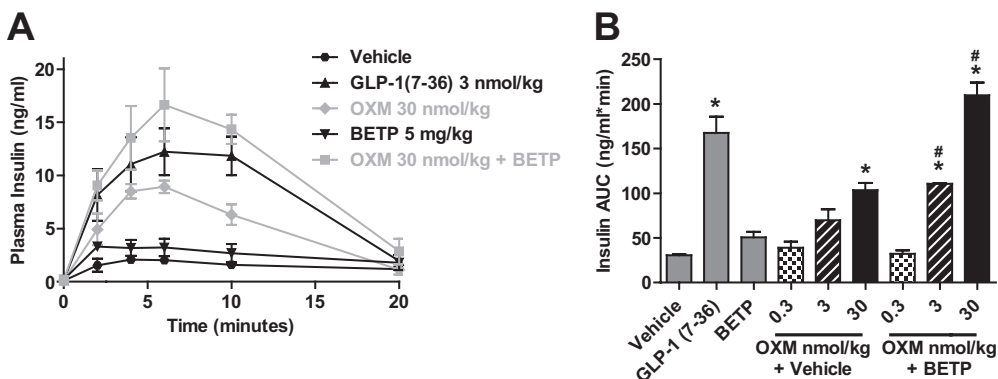 A
Plasma Insulin (ng/ml)
20
15
10
5
0
0 5 10 15 20
Time (minutes)
Vehicle
GLP-1(7-36) 3 nmol/kg
OXM 30 nmol/kg
BETP 5 mg/kg
OXM 30 nmol/kg + BETP
B
Insulin AUC (ng/ml*min)
250
200
150
100
50
0
*
*
#
*
#
*
Vehicle
GLP-1 (7-36)
BETP
0.3
3
30
0.3
3
30
OXM nmol/kg
+ Vehicle
OXM nmol/kg
+ BETP